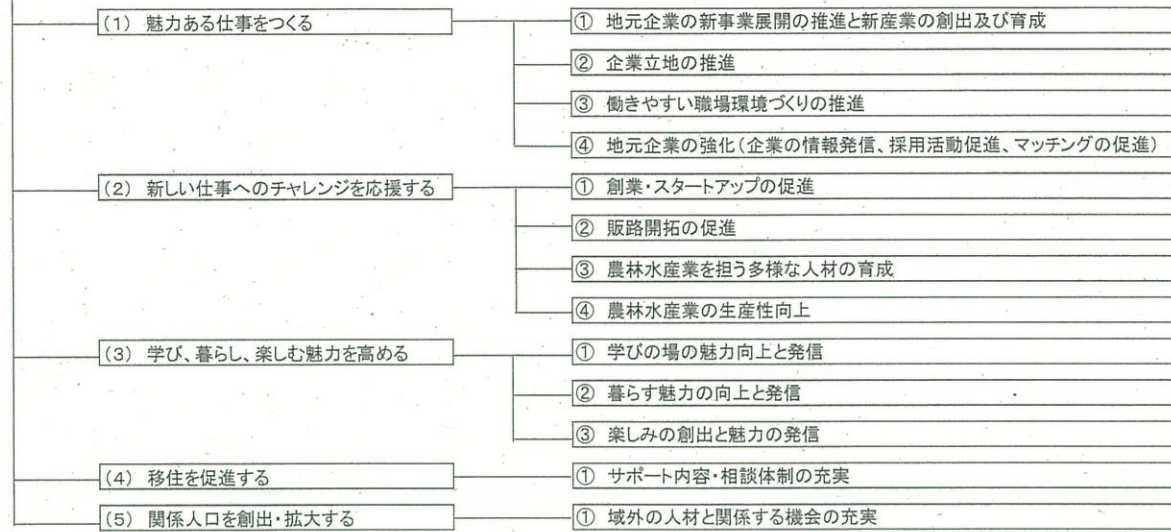 (1) 魅力ある仕事をつくる
① 地元企業の新事業展開の推進と新産業の創出及び育成
② 企業立地の推進
③ 働きやすい職場環境づくりの推進
④ 地元企業の強化(企業の情報発信、採用活動促進、マッチングの促進)
(2) 新しい仕事へのチャレンジを応援する
① 創業・スタートアップの促進
② 販路開拓の促進
③ 農林水産業を担う多様な人材の育成
④ 農林水産業の生産性向上
(3) 学び、暮らし、楽しむ魅力を高める
① 学びの場の魅力向上と発信
② 暮らす魅力の向上と発信
③ 楽しみの創出と魅力の発信
(4) 移住を促進する
① サポート内容・相談体制の充実
(5) 関係人口を創出・拡大する
① 域外の人材と関係する機会の充実